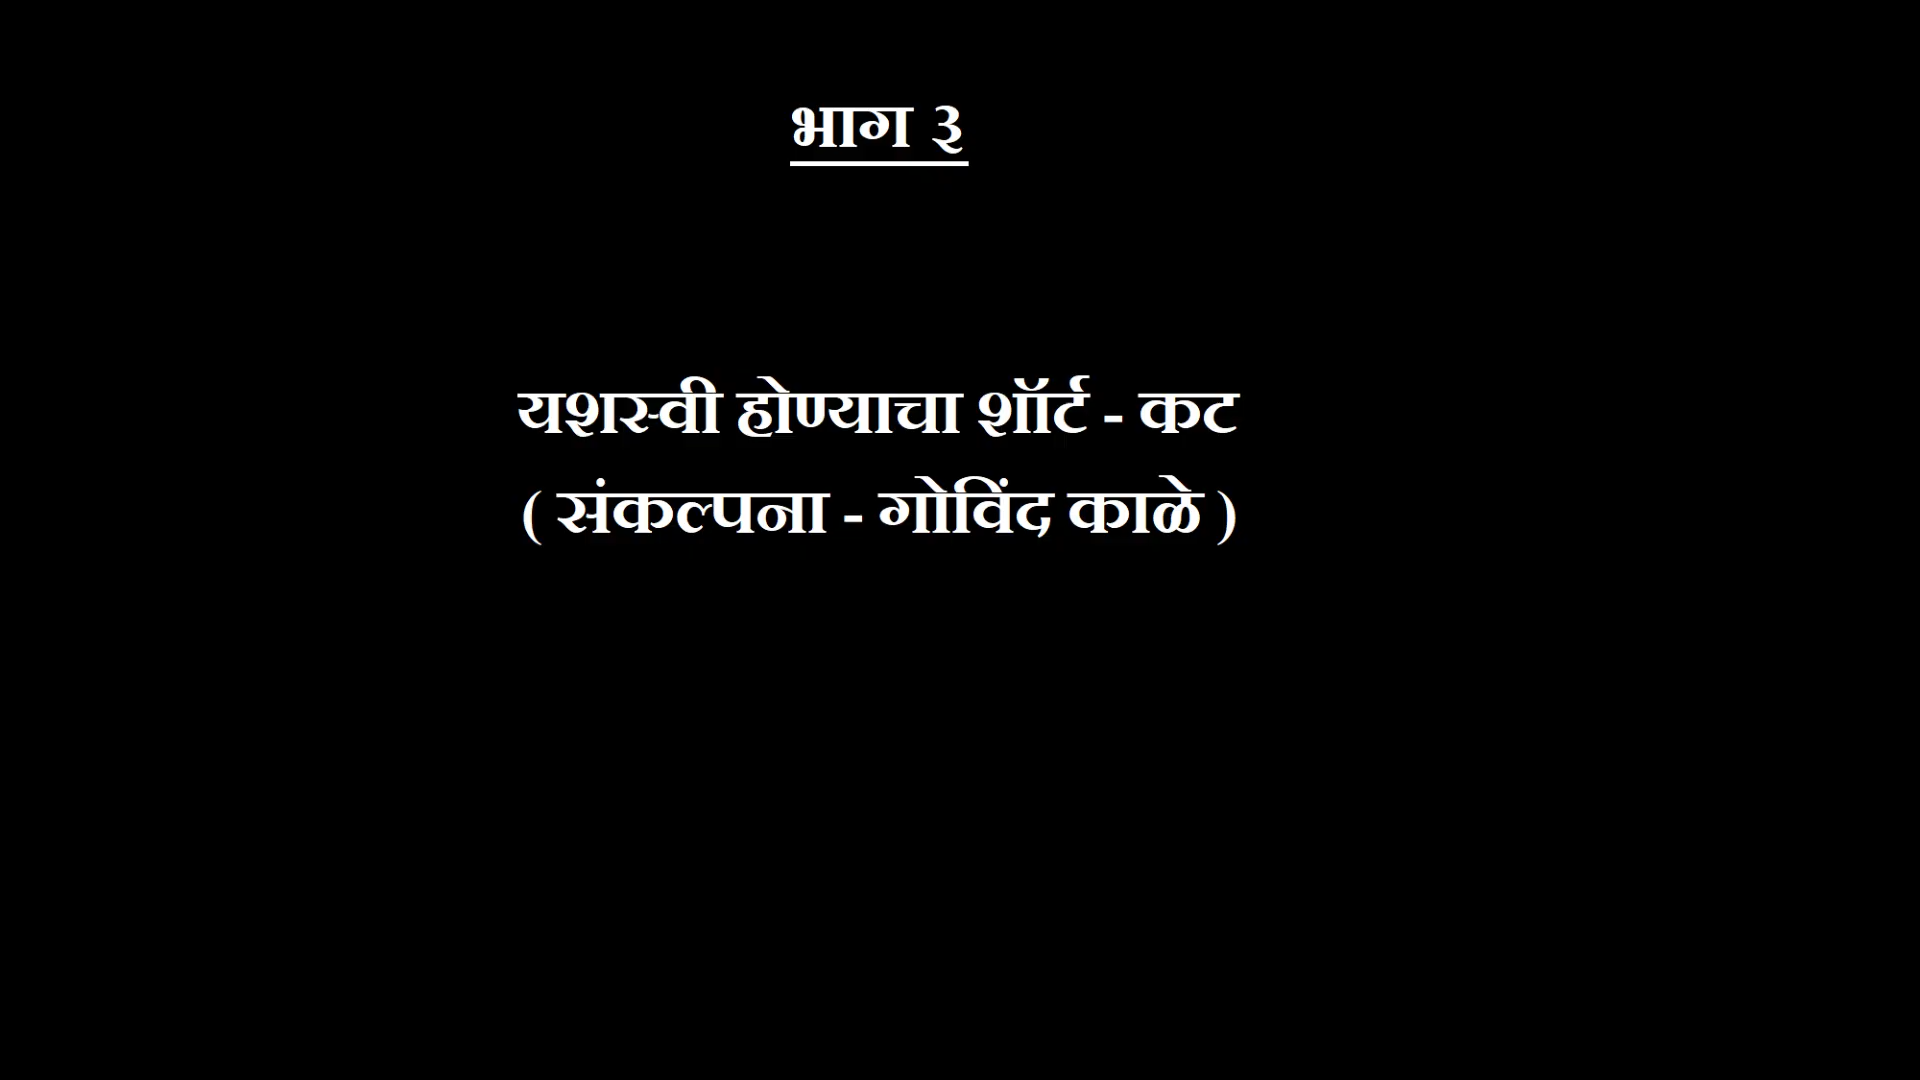 भाग ३
यशस्वी होण्याचा शॉर्ट - कट
( संकल्पना - गोविंद काळे )